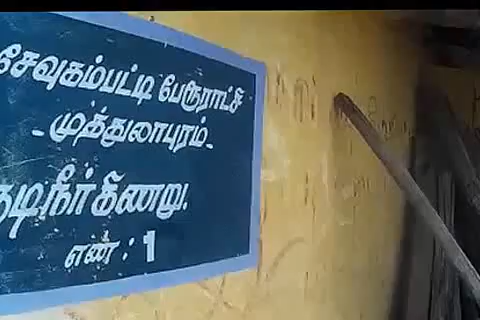 சேவுகம்பட்டி பேரூராட்சி
- முத்துலாபுரம் -
குடிநீர் கிணறு.
எண் : 1